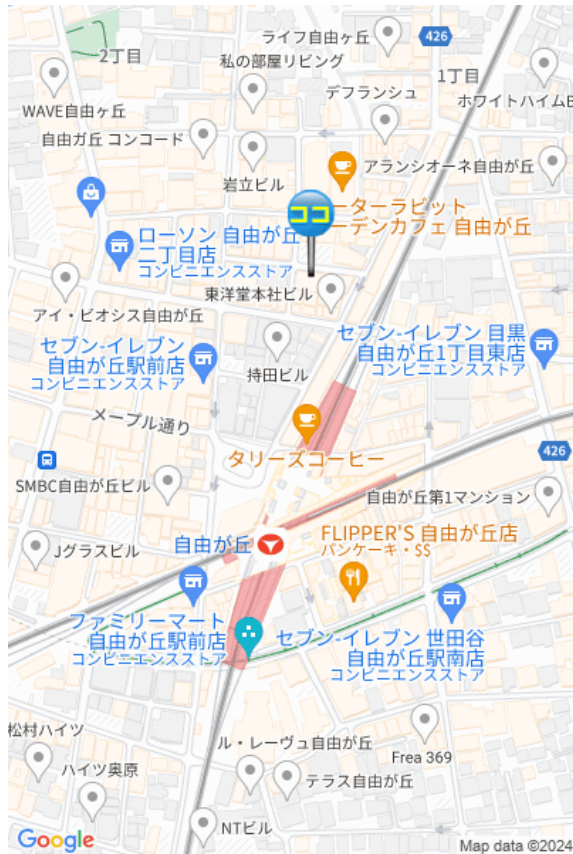 ライフ自由ヶ丘
426
2丁目
私の部屋リビング
1丁目
デフランシュ
ホワイトハイムE
WAVE自由ヶ丘
自由ガ丘 コンコード
アランシオーネ自由が丘
岩立ビル
ココ
ーターラビット
ーデンカフェ 自由が丘
ローソン 自由が丘
二丁目店
コンビニエンスストア
東洋堂本社ビル
アイ・ビオシス自由が丘
セブン-イレブン
自由が丘駅前店
コンビニエンスストア
セブン-イレブン 目黒
自由が丘1丁目東店
コンビニエンスストア
持田ビル
メープル通り
タリーズコーヒー
426
SMBC自由が丘ビル
自由が丘第1マンション
自由が丘
FLIPPER'S 自由が丘店
パンケーキ・$$
Jグラスビル
ファミリーマート
自由が丘駅前店
コンビニエンスストア
セブン-イレブン 世田谷
自由が丘駅南店
コンビニエンスストア
松村ハイツ
ル・レーヴュ自由が丘
Frea 369
ハイツ奥原
テラス自由が丘
NTビル
Google
Map data ©2024